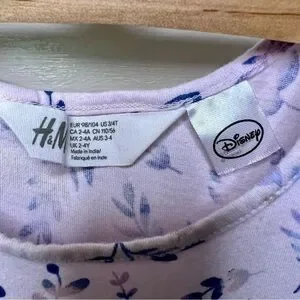 H&M
EUR 98/104 US 3/4T
CA 2-4A CN 110/56
MX 2-4A AUS 3-4
UK 2-4Y
Made in India/
Fabriqué en Inde
Disney